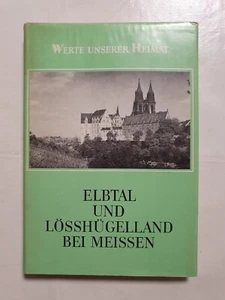 WERTE UNSERER HEIMAT
ELBTAL
UND
LÖSSHÜGELLAND
BEI MEISSEN